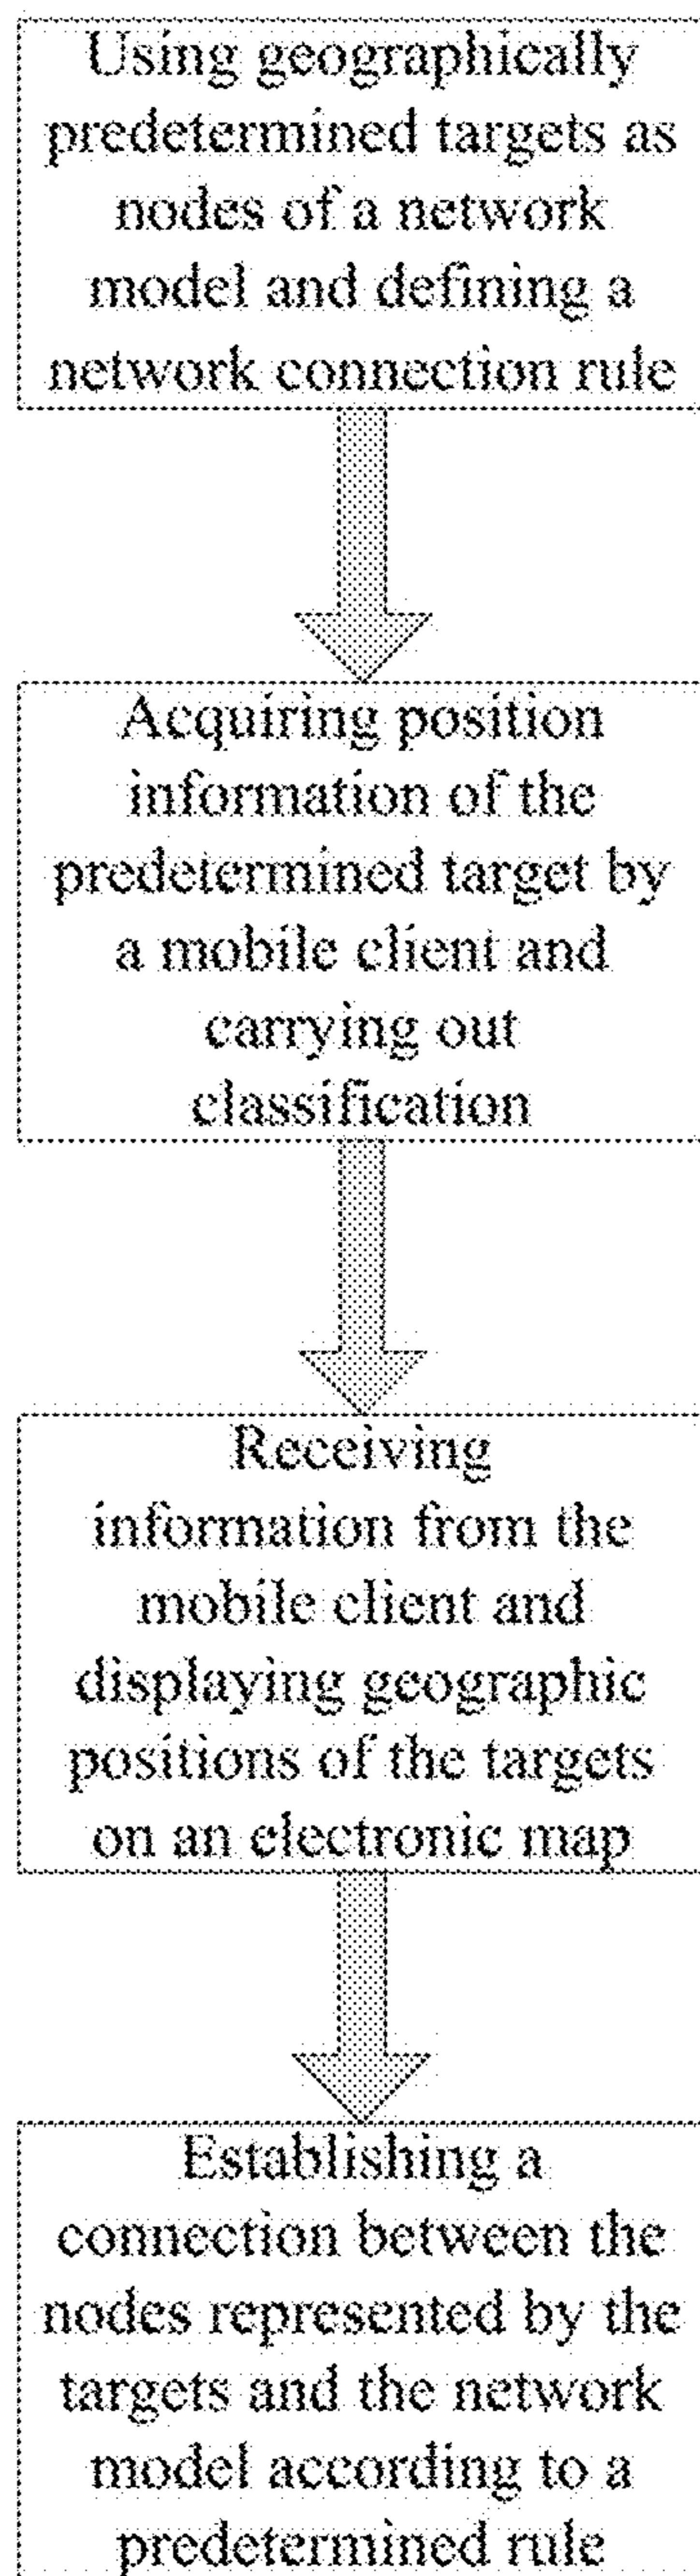 Using geographically
predetermined targets as
nodes of a network
model and defining a
network connection rule
Acquiring position
information of the
predetermined target by
a mobile client and
carrying out
classification
Receiving
information from the
mobile client and
displaying geographic
positions of the targets
on an electronic map
Establishing a
connection between the
nodes represented by the
targets and the network
model according to a
predetermined rule